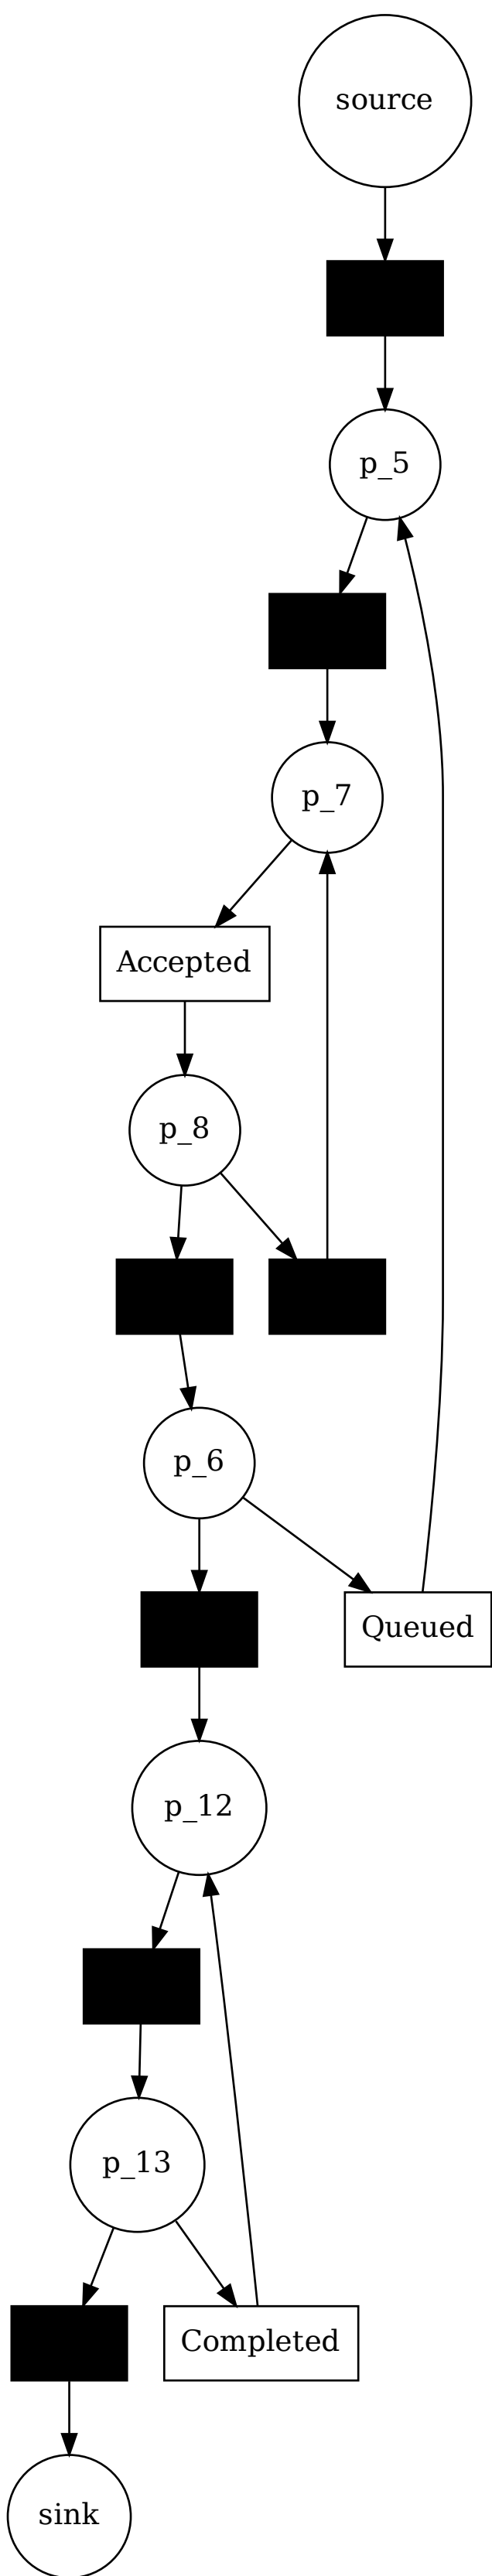 source
p_5
p_7
Accepted
p_8
p_6
Queued
p_12
p_13
Completed
sink